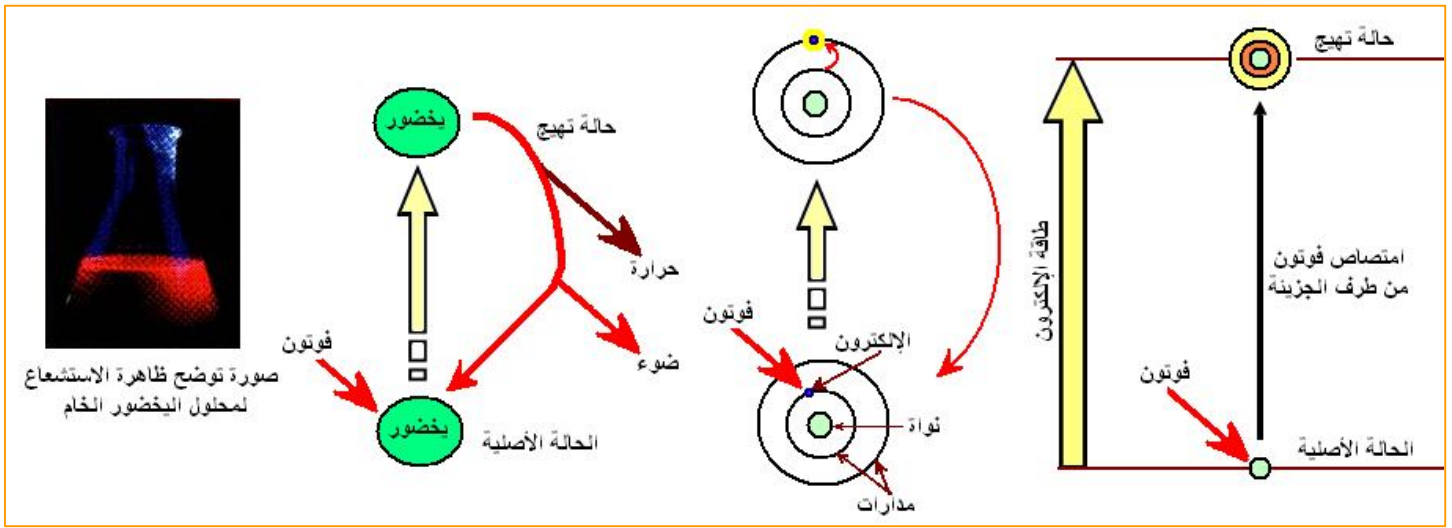 حالة تهيج
طاقة الإلكترون
امتصاص فوتون
من طرف الجزيئة
فوتون
الحالة الأصلية
فوتون
الإلكترون
نواة
مدارات
يخضور
حالة تهيج
حرارة
ضوء
فوتون
يخضور
الحالة الأصلية
صورة توضح ظاهرة الاستشعاع
لمحلول اليخضور الخام